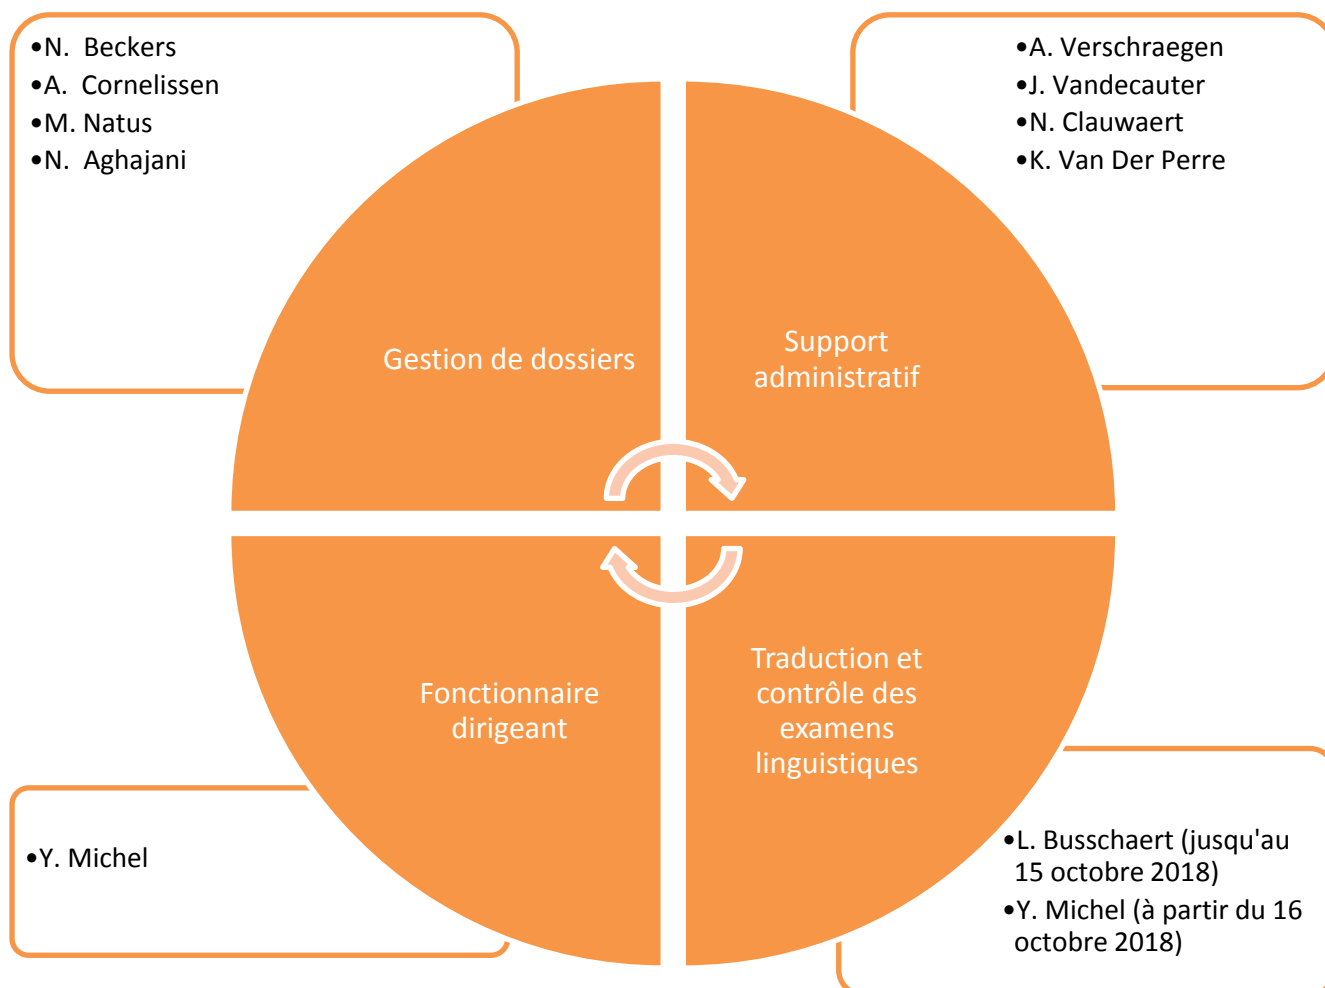 •N. Beckers
•A. Cornelissen
•M. Natus
•N. Aghajani
•A. Verschraegen
•J. Vandecauter
•N. Clauwaert
•K. Van Der Perre
Gestion de dossiers
Support
administratif
Fonctionnaire
dirigeant
Traduction et
contrôle des
examens
linguistiques
•Y. Michel
•L. Busschaert (jusqu'au
15 octobre 2018)
•Y. Michel (à partir du 16
octobre 2018)